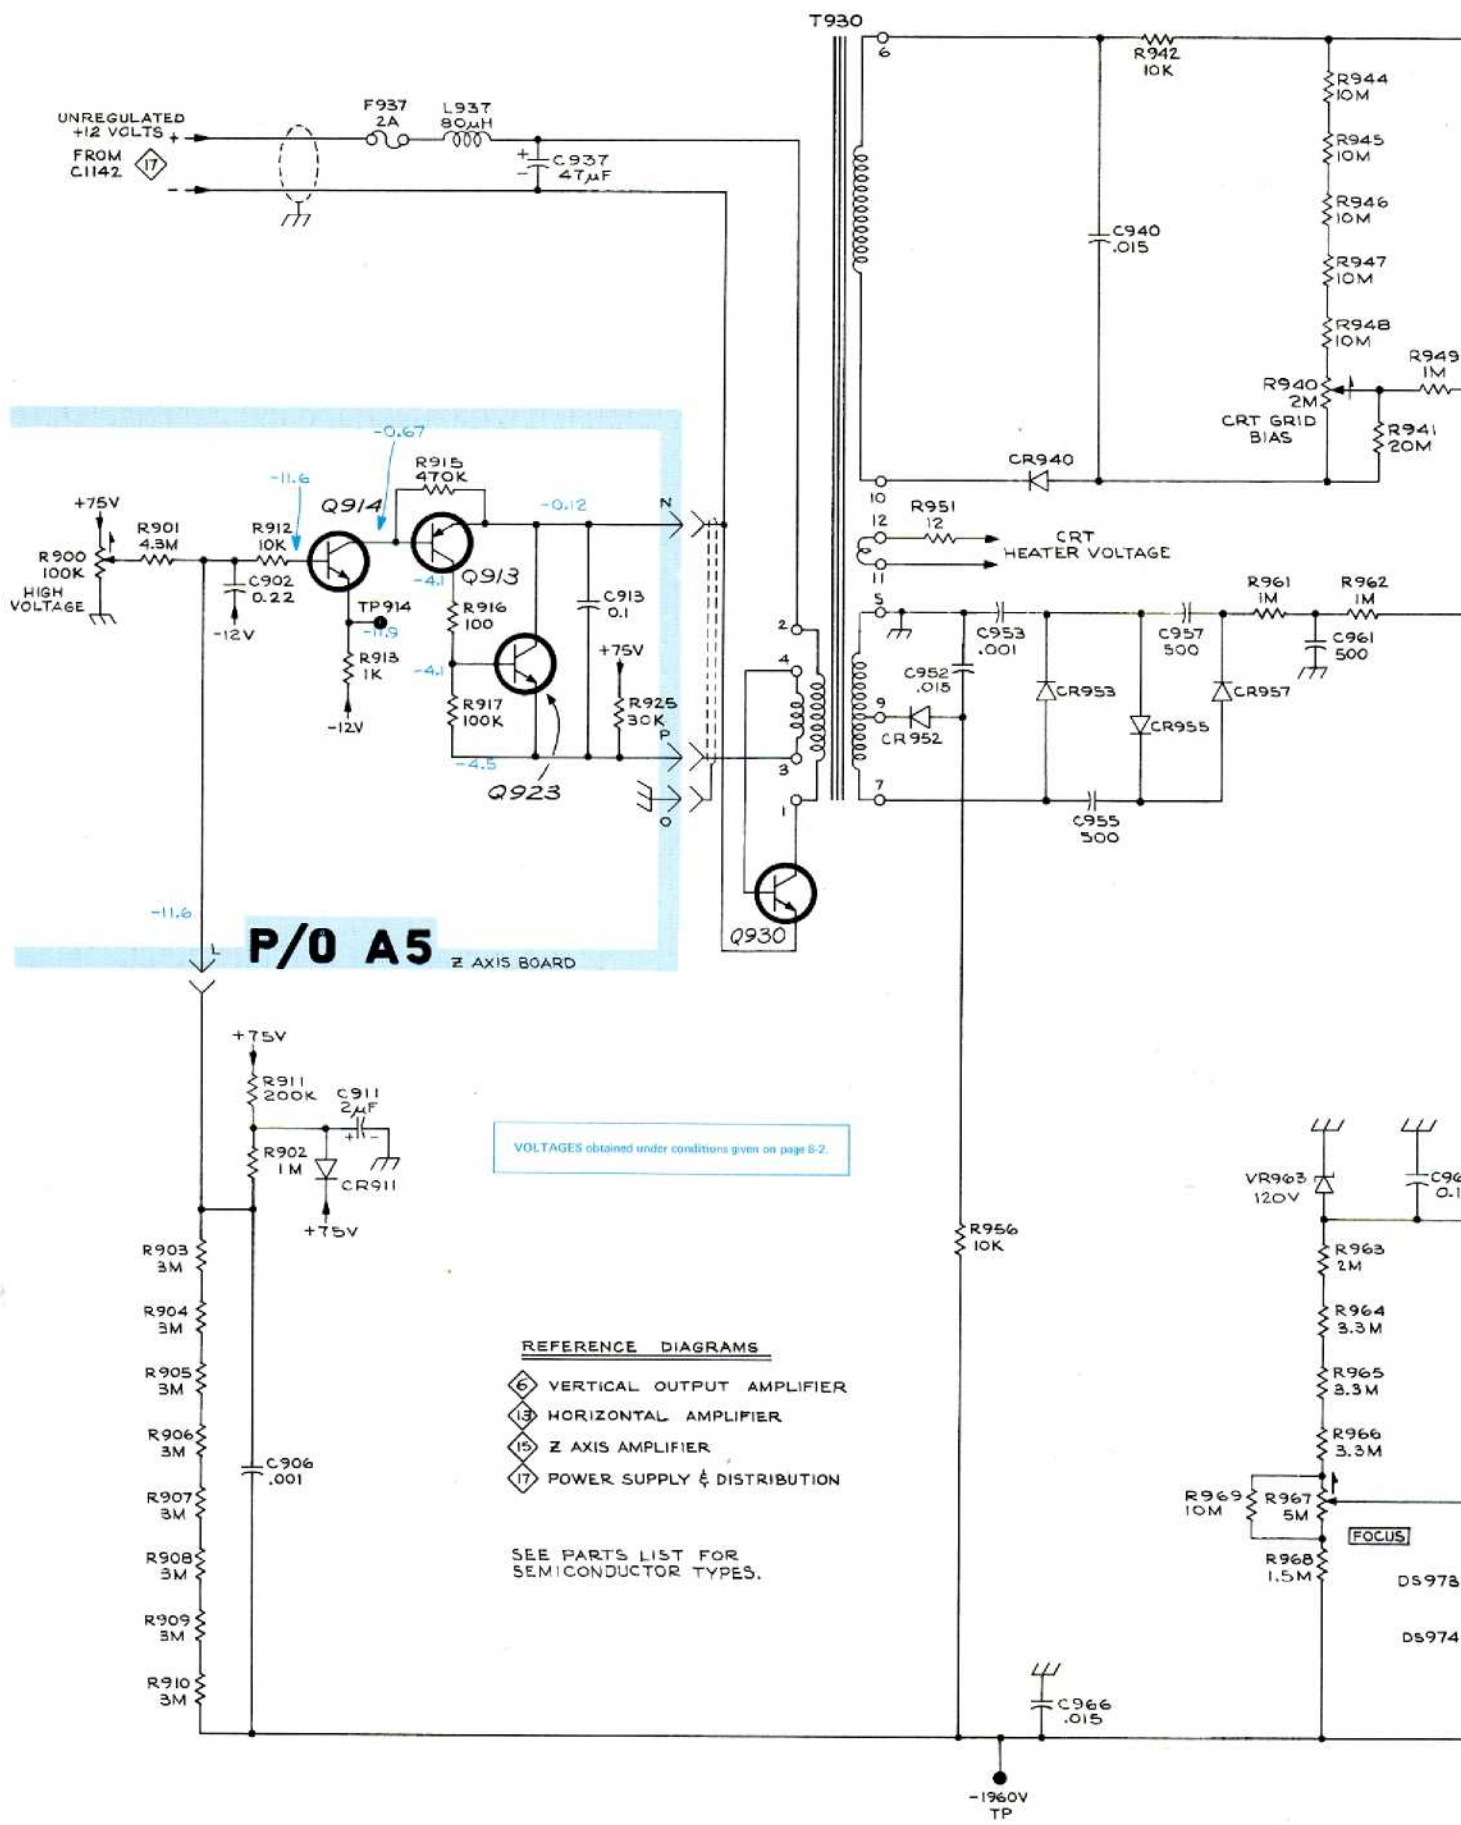 T930
6
R942
10K
R944
10M
R945
10M
R946
10M
R947
10M
R948
10M
R949
1M
R940
2M
CRT GRID
BIAS
R941
20M
C940
.015
CR940
10
UNREGULATED
+12 VOLTS +
FROM
C1142 17
-
F937
2A
L937
80µH
+
-
C937
47µF
12
R951
12
CRT
HEATER VOLTAGE
11
-0.67
R915
470K
-11.6
Q914
-0.12
N
+75V
R901
4.3M
R912
10K
R900
100K
HIGH
VOLTAGE
C902
0.22
-12V
TP914
-11.9
R913
1K
-12V
-4.1
Q913
R916
100
-4.1
R917
100K
-4.5
Q923
C913
0.1
+75V
R925
30K
P
O
2
4
3
1
5
9
7
C952
.015
CR952
C953
.001
CR953
C955
500
CR955
C957
500
CR957
R961
1M
R962
1M
C961
500
Q930
-11.6
L
P/O A5
Z AXIS BOARD
+75V
R911
200K
C911
2µF
+ -
R902
1M
CR911
+75V
VOLTAGES obtained under conditions given on page 8-2.
R903
3M
R904
3M
R905
3M
R906
3M
R907
3M
R908
3M
R909
3M
R910
3M
C906
.001
REFERENCE DIAGRAMS
6 VERTICAL OUTPUT AMPLIFIER
13 HORIZONTAL AMPLIFIER
15 Z AXIS AMPLIFIER
17 POWER SUPPLY & DISTRIBUTION
SEE PARTS LIST FOR
SEMICONDUCTOR TYPES.
R956
10K
VR963
120V
C96
0.1
R963
2M
R964
3.3M
R965
3.3M
R966
3.3M
R969
10M
R967
5M
FOCUS
R968
1.5M
DS973
DS974
C966
.015
-1960V
TP